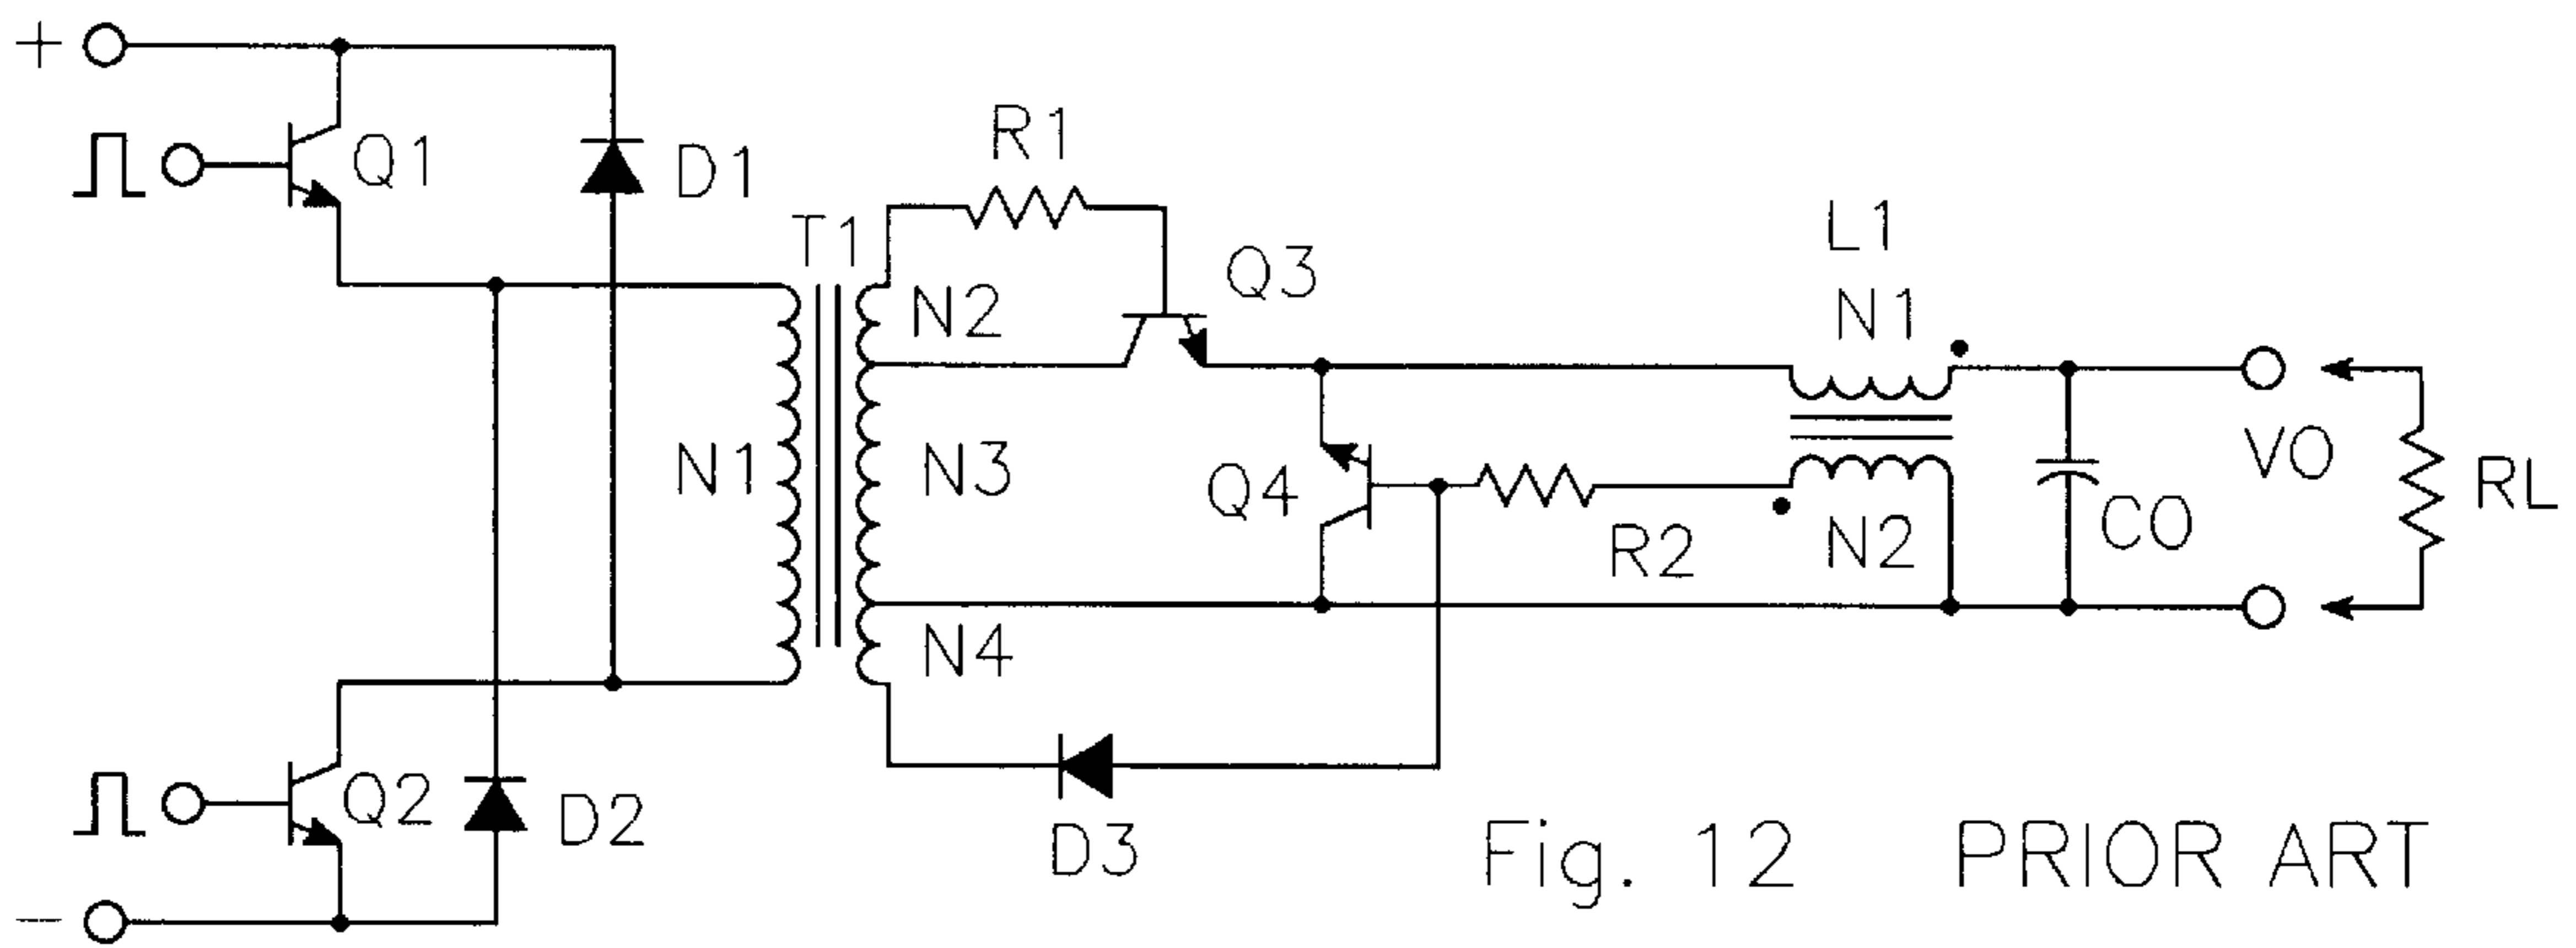 +
Q1
D1
R1
T1
Q3
L1
N2
N1
N1
N3
Q4
VO
RL
R2
N2
CO
N4
Q2
D2
D3
−
Fig. 12 PRIOR ART